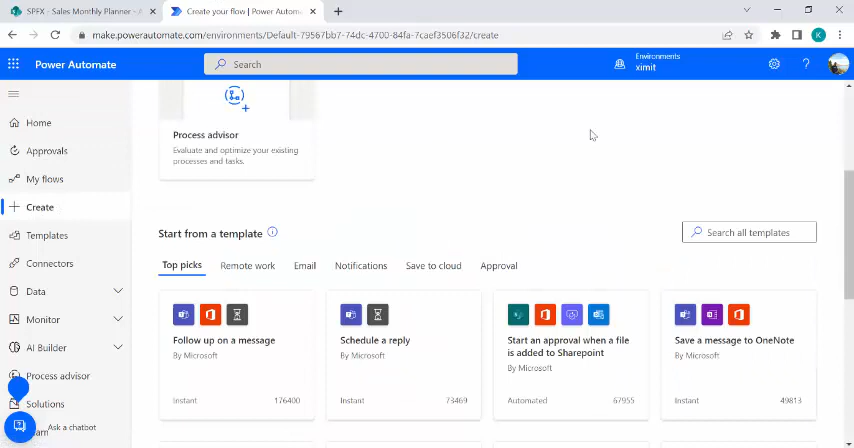 SPFX - Sales Monthly Planner - A
Create your flow | Power Automa
make.powerautomate.com/environments/Default-79567bb7-74dc-4700-84fa-7caef3506f32/create
K
Power Automate
Search
Environments
ximit
Home
Approvals
My flows
Create
Templates
Connectors
Data
Monitor
AI Builder
Process advisor
Solutions
Ask a chatbot
Process advisor
Evaluate and optimize your existing
processes and tasks.
Start from a template
Search all templates
Top picks Remote work Email Notifications Save to cloud Approval
Follow up on a message
By Microsoft
Instant 176400
Schedule a reply
By Microsoft
Instant 73469
Start an approval when a file
is added to Sharepoint
By Microsoft
Automated 67955
Save a message to OneNote
By Microsoft
Instant 49813